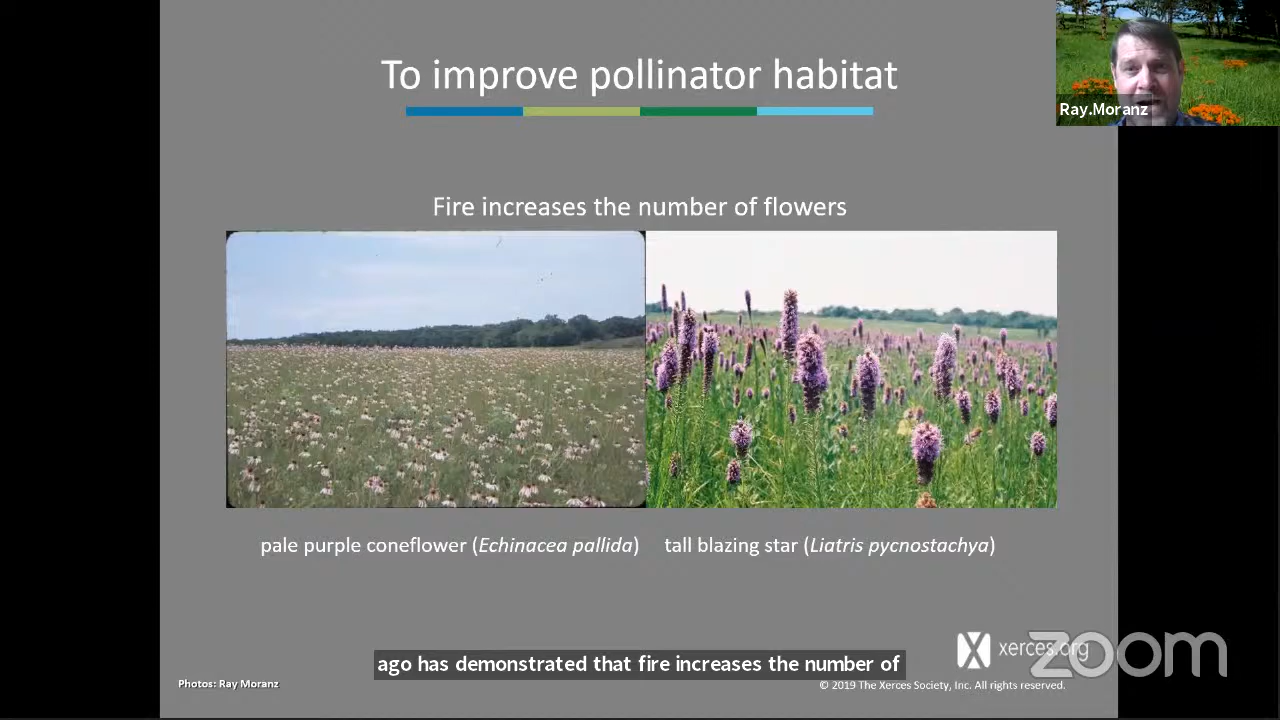 To improve pollinator habitat
Ray.Moranz
Fire increases the number of flowers
pale purple coneflower (Echinacea pallida)
tall blazing star (Liatris pycnostachya)
xerces.org
zoom
ago has demonstrated that fire increases the number of
Photos: Ray Moranz
© 2019 The Xerces Society, Inc. All rights reserved.